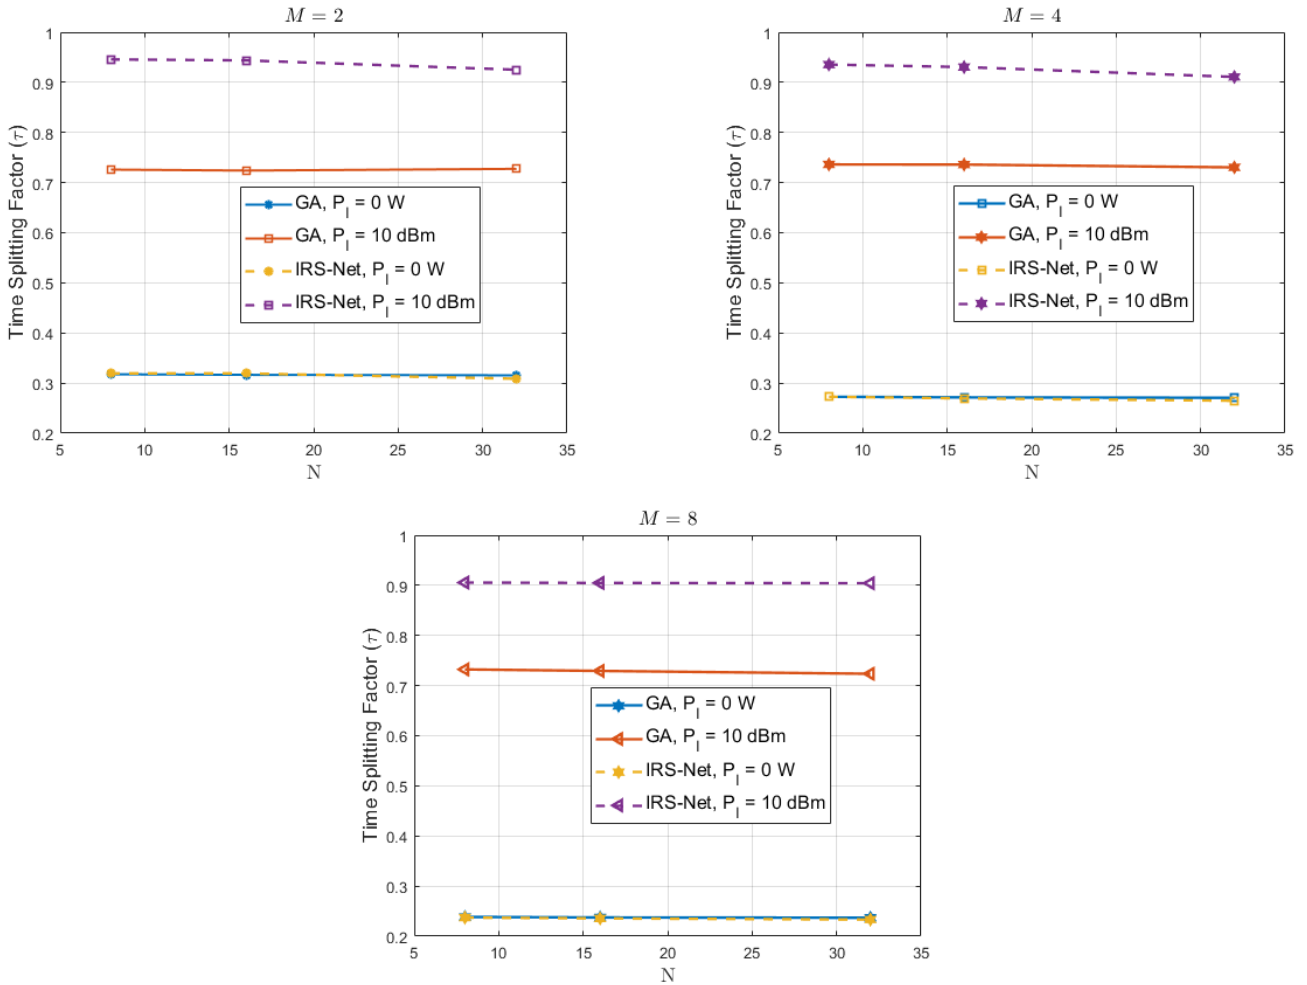 M = 2
1
0.9
0.8
0.7
0.6
0.5
0.4
0.3
0.2
Time Splitting Factor (τ)
GA, P_I = 0 W
GA, P_I = 10 dBm
IRS-Net, P_I = 0 W
IRS-Net, P_I = 10 dBm
5 10 15 20 25 30 35
N
M = 4
1
0.9
0.8
0.7
0.6
0.5
0.4
0.3
0.2
Time Splitting Factor (τ)
GA, P_I = 0 W
GA, P_I = 10 dBm
IRS-Net, P_I = 0 W
IRS-Net, P_I = 10 dBm
5 10 15 20 25 30 35
N
M = 8
1
0.9
0.8
0.7
0.6
0.5
0.4
0.3
0.2
Time Splitting Factor (τ)
GA, P_I = 0 W
GA, P_I = 10 dBm
IRS-Net, P_I = 0 W
IRS-Net, P_I = 10 dBm
5 10 15 20 25 30 35
N